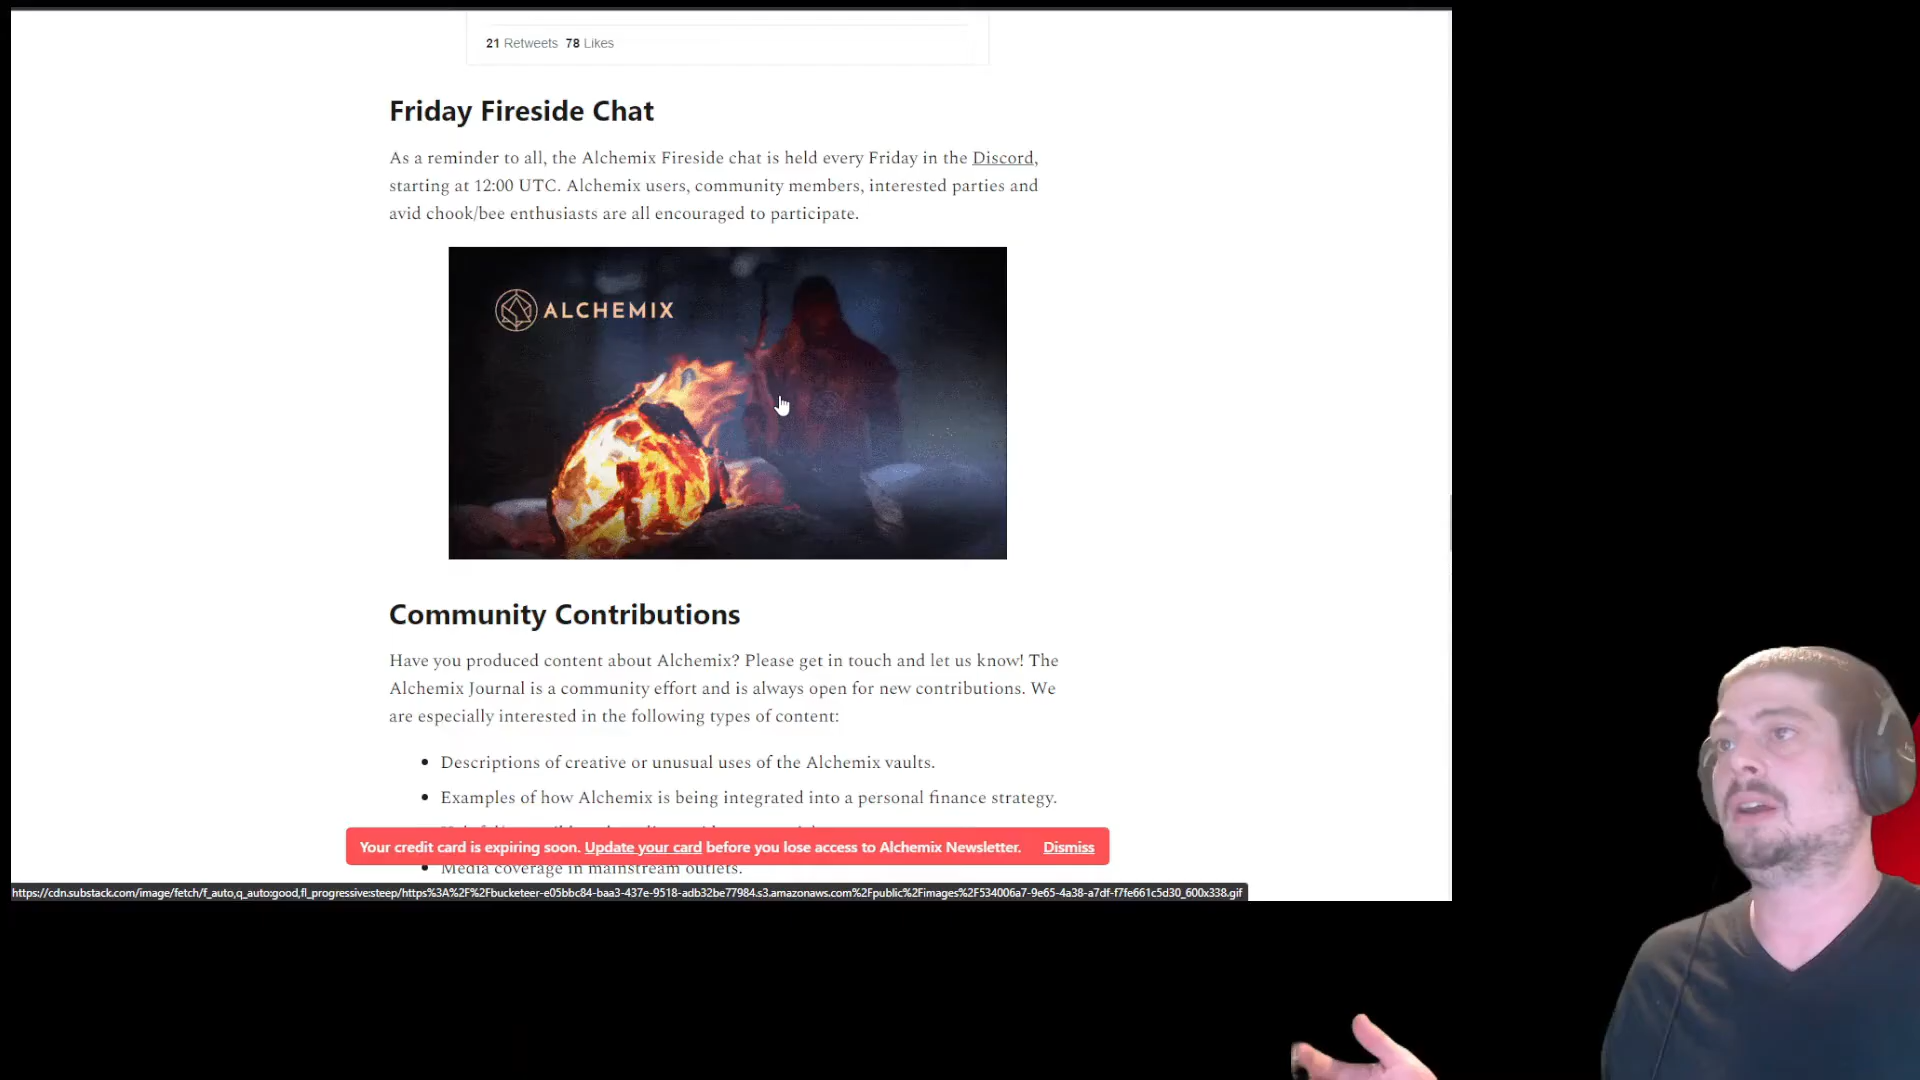 21 Retweets 78 Likes
Friday Fireside Chat
As a reminder to all, the Alchemix Fireside chat is held every Friday in the Discord,
starting at 12:00 UTC. Alchemix users, community members, interested parties and
avid chook/bee enthusiasts are all encouraged to participate.
ALCHEMIX
Community Contributions
Have you produced content about Alchemix? Please get in touch and let us know! The
Alchemix Journal is a community effort and is always open for new contributions. We
are especially interested in the following types of content:
Descriptions of creative or unusual uses of the Alchemix vaults.
Examples of how Alchemix is being integrated into a personal finance strategy.
Your credit card is expiring soon. Update your card before you lose access to Alchemix Newsletter. Dismiss
Media coverage in mainstream outlets.
https://cdn.substack.com/image/fetch/f_auto,q_auto:good,fl_progressive:steep/https%3A%2F%2Fbucketeer-e05bbc84-baa3-437e-9518-adb32be77984.s3.amazonaws.com%2Fpublic%2Fimages%2F534006a7-9e65-4a38-a7df-f7fe661c5d30_600x338.gif